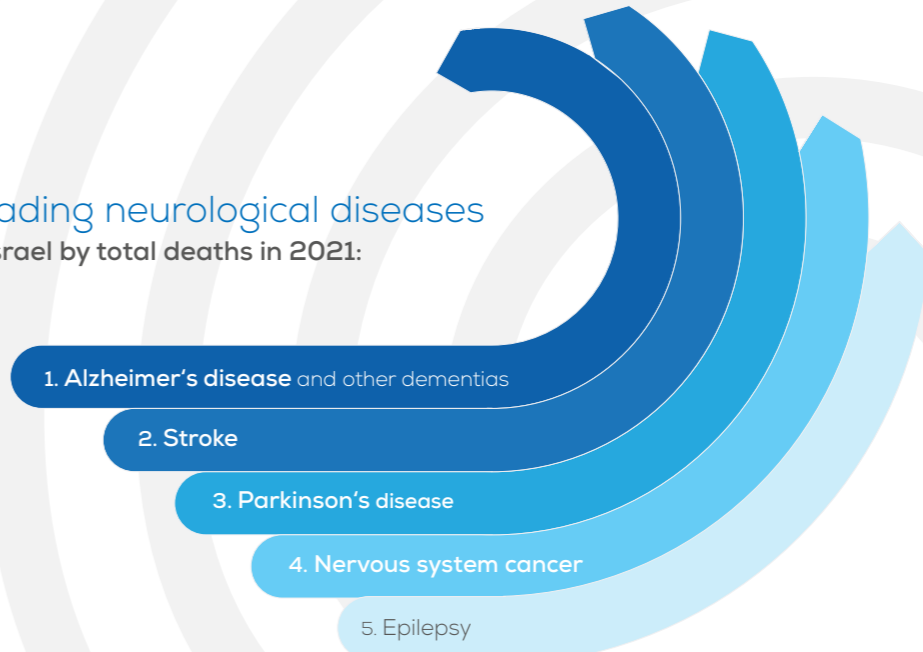 ading neurological diseases
srael by total deaths in 2021:
1. Alzheimer's disease and other dementias
2. Stroke
3. Parkinson's disease
4. Nervous system cancer
5. Epilepsy